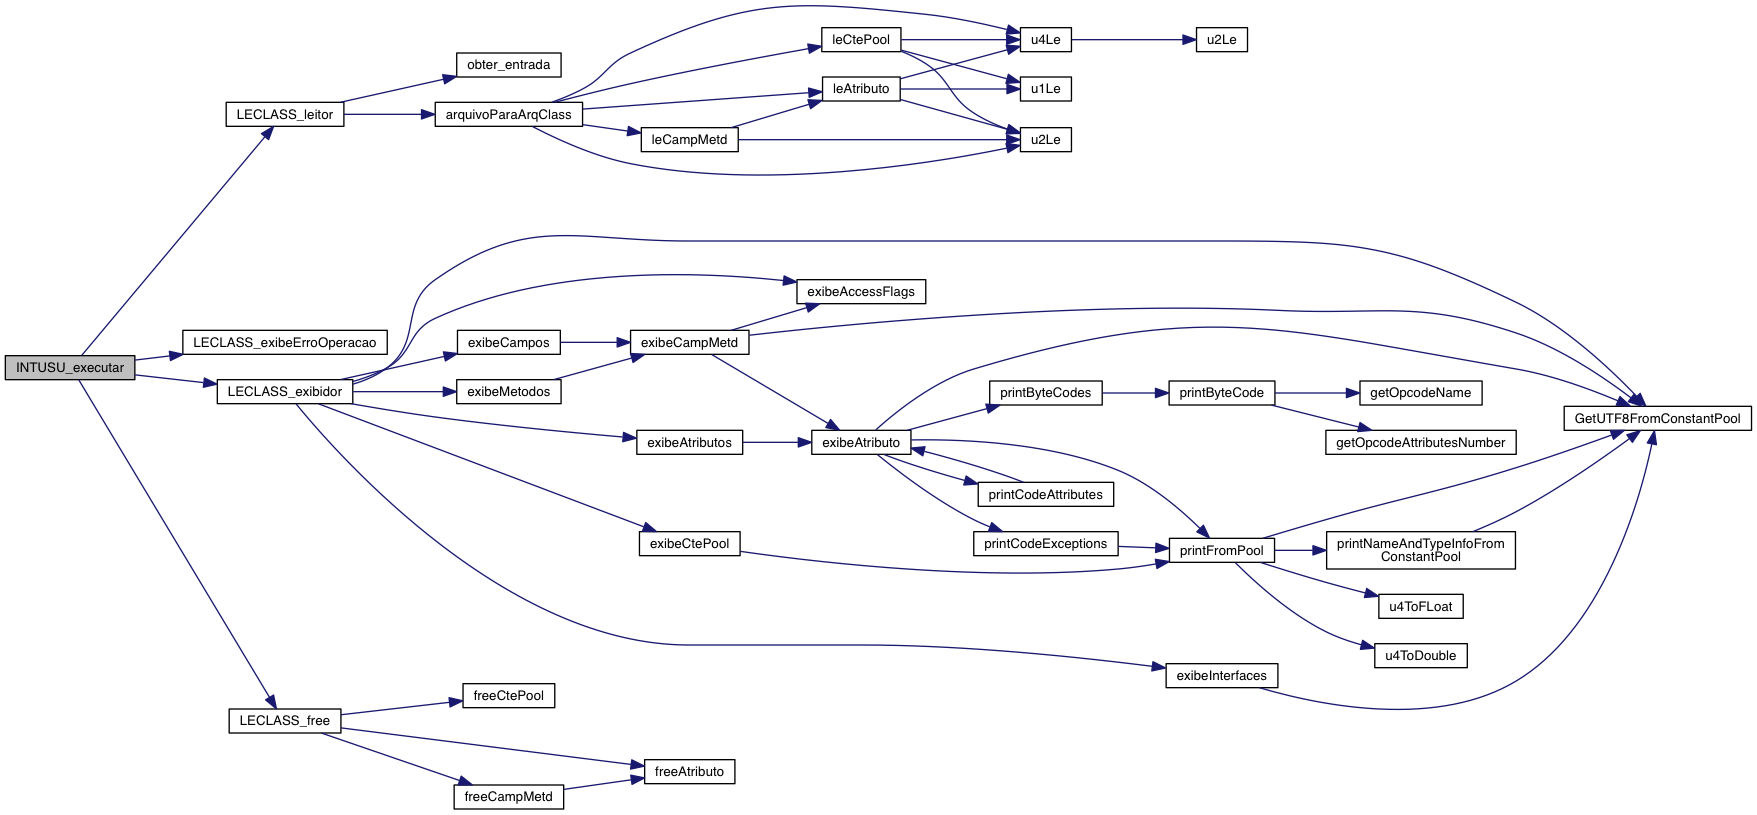 leCtePool
u4Le
u2Le
obter_entrada
leAtributo
u1Le
LECLASS_leitor
arquivoParaArqClass
leCampMetd
u2Le
exibeAccessFlags
LECLASS_exibeErroOperacao
exibeCampos
exibeCampMetd
INTUSU_executar
LECLASS_exibidor
exibeMetodos
printByteCodes
printByteCode
getOpcodeName
GetUTF8FromConstantPool
exibeAtributos
exibeAtributo
getOpcodeAttributesNumber
printCodeAttributes
exibeCtePool
printCodeExceptions
printFromPool
printNameAndTypeInfoFrom
ConstantPool
u4ToFLoat
u4ToDouble
exibeInterfaces
freeCtePool
LECLASS_free
freeAtributo
freeCampMetd